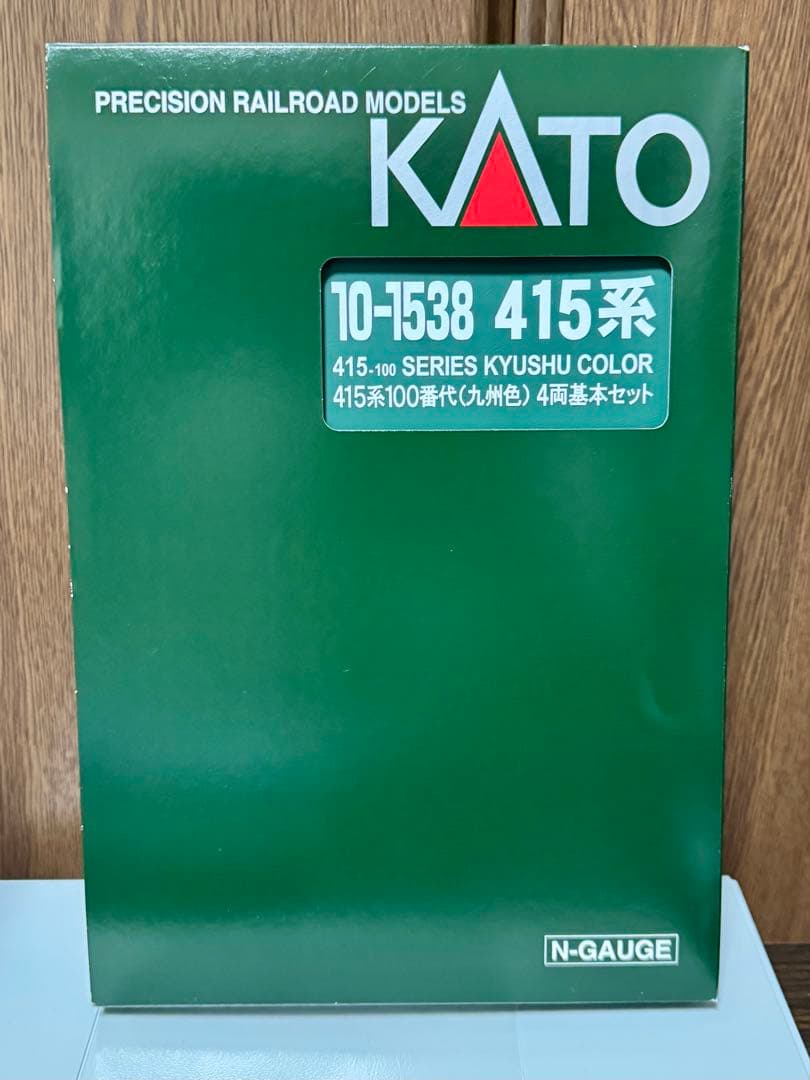 PRECISION RAILROAD MODELS
KATO
10-1538 415系
415-100 SERIES KYUSHU COLOR
415系100番代(九州色) 4両基本セット
N-GAUGE